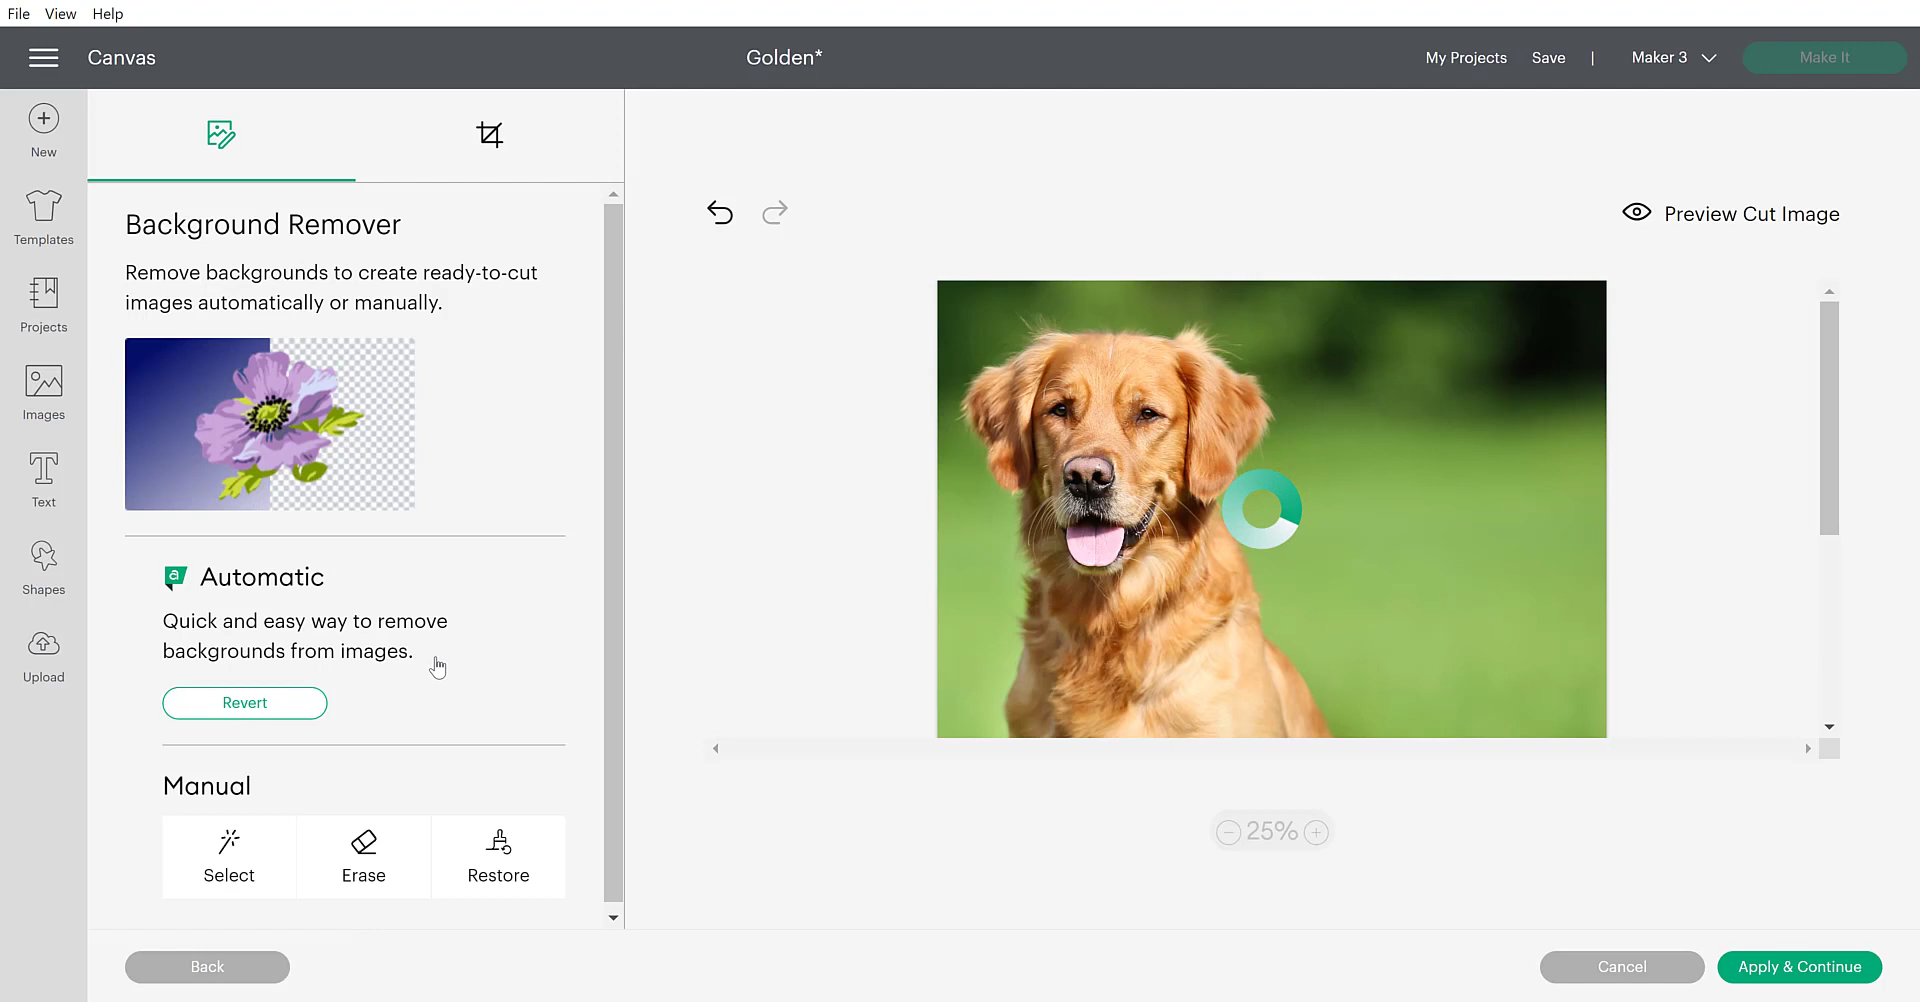 File View Help
Canvas
Golden*
My Projects Save | Maker 3 Make It
New
Templates
Projects
Images
Text
Shapes
Upload
Background Remover
Remove backgrounds to create ready-to-cut
images automatically or manually.
a Automatic
Quick and easy way to remove
backgrounds from images.
Revert
Manual
Select Erase Restore
Preview Cut Image
25%
Back
Cancel
Apply & Continue